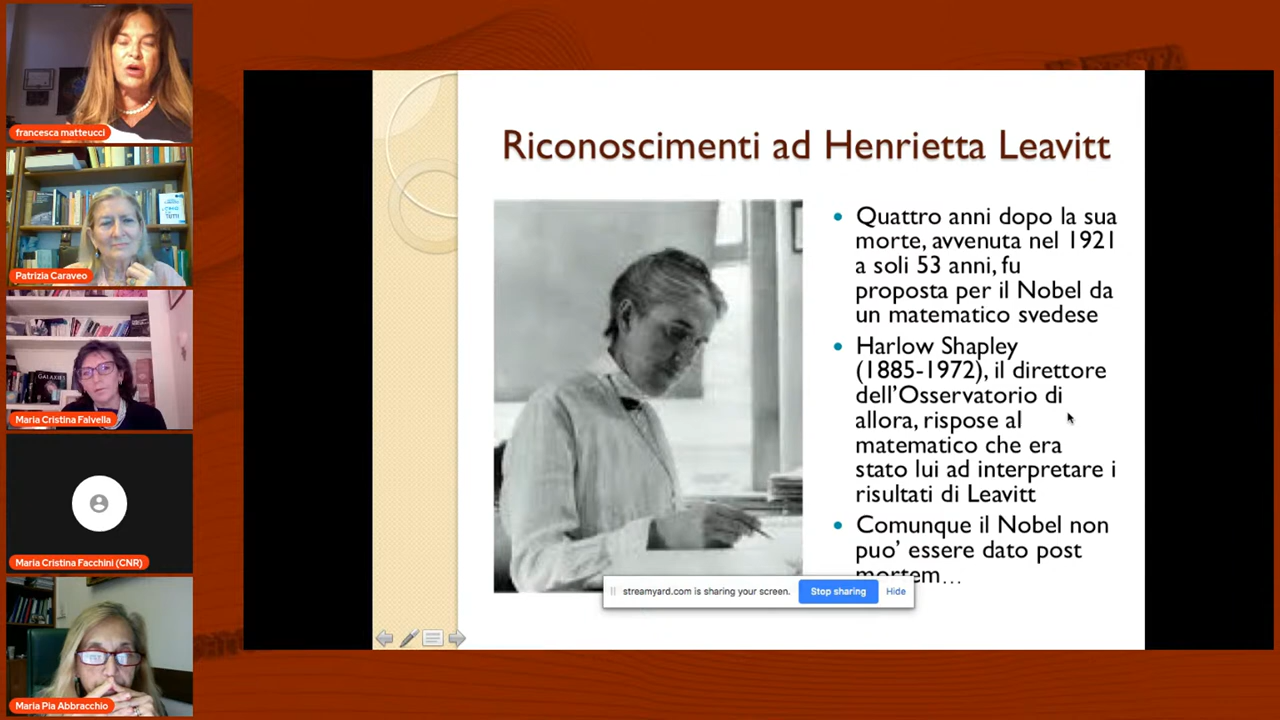 francesca matteucci
Patrizia Caraveo
Maria Cristina Falvella
Maria Cristina Facchini (CNR)
Maria Pia Abbracchio
GALAXIES
Riconoscimenti ad Henrietta Leavitt
• Quattro anni dopo la sua
morte, avvenuta nel 1921
a soli 53 anni, fu
proposta per il Nobel da
un matematico svedese
• Harlow Shapley
(1885-1972), il direttore
dell’Osservatorio di
allora, rispose al
matematico che era
stato lui ad interpretare i
risultati di Leavitt
• Comunque il Nobel non
puo’ essere dato post
mortem…
streamyard.com is sharing your screen.
Stop sharing
Hide